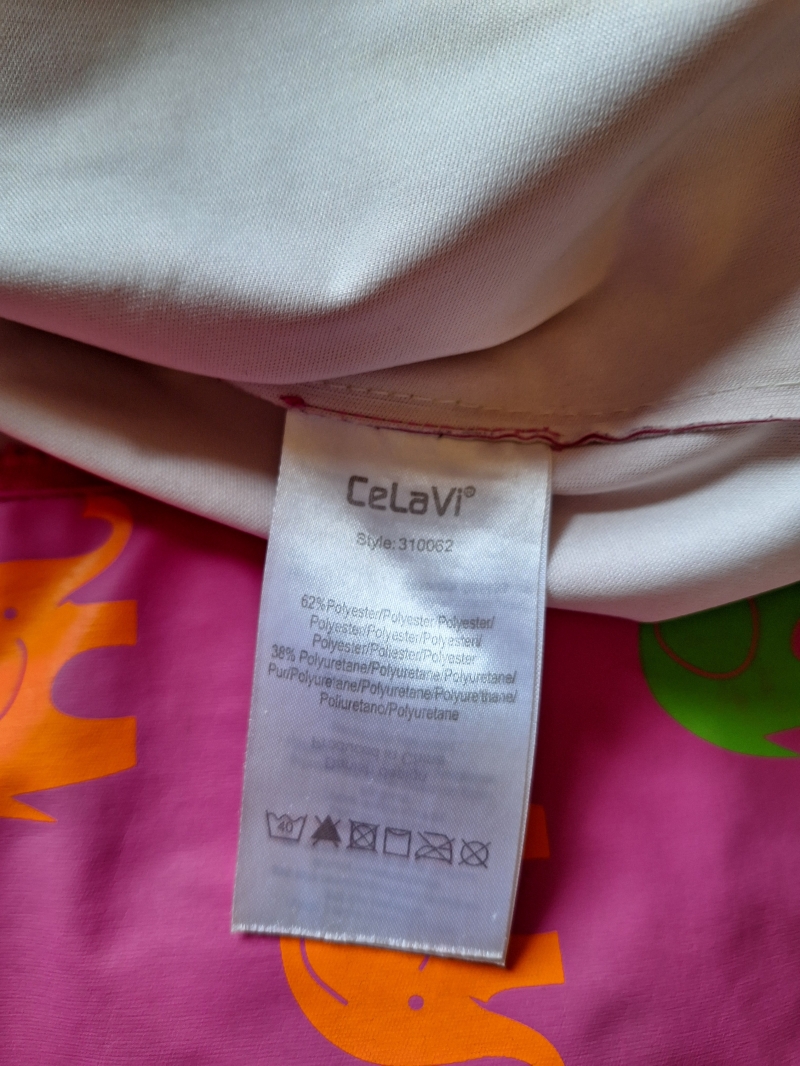 CeLaVi®
Style: 310062
62%Polyester/Polyester/Polyester/
Polyester/Polyester/Polyester/
Polyester/Poliester/Polyester
38% Polyuretane/Polyuretane/Polyuretane/
Pur/Polyuretane/Polyuretane/Polyurethane/
Poliuretano/Polyuretane
40